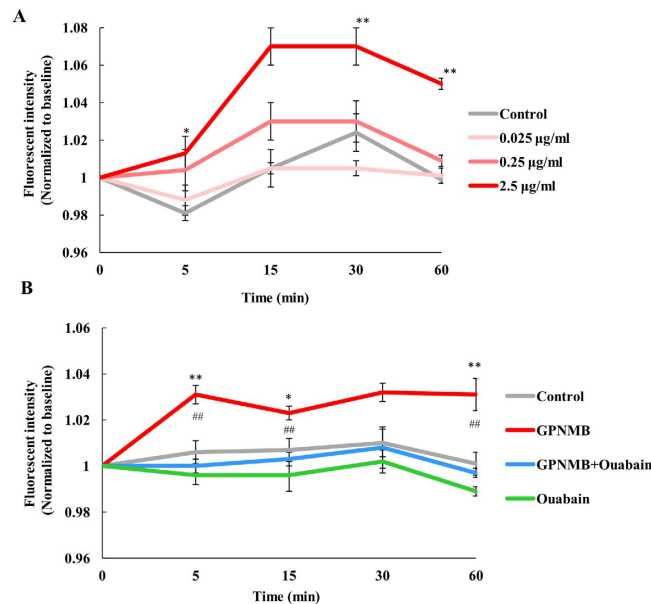 A
Fluorescent intensity
(Normalized to baseline)
1.08
1.06
1.04
1.02
1
0.98
0.96
**
**
*
Control
0.025 μg/ml
0.25 μg/ml
2.5 μg/ml
0 5 15 30 60
Time (min)
B
Fluorescent intensity
(Normalized to baseline)
1.06
1.04
1.02
1
0.98
0.96
** * **
## ## ##
Control
GPNMB
GPNMB+Ouabain
Ouabain
0 5 15 30 60
Time (min)